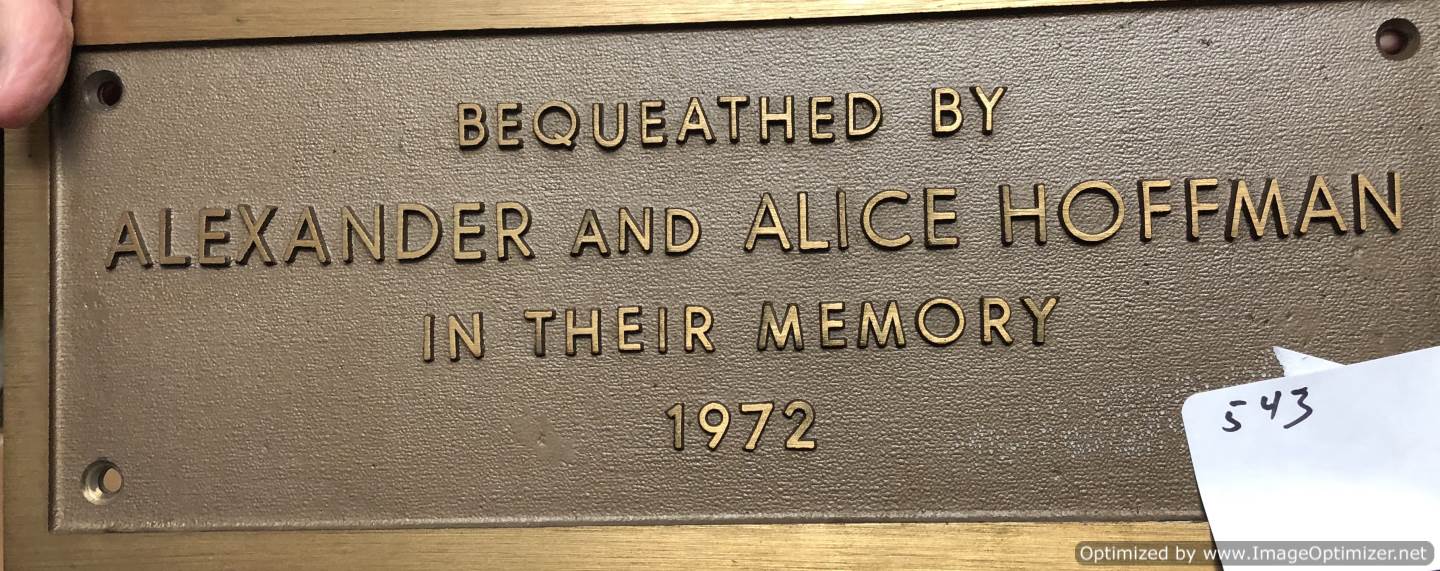 BEQUEATHED BY
ALEXANDER AND ALICE HOFFMAN
IN THEIR MEMORY
1972
543
Optimized by www.ImageOptimizer.net